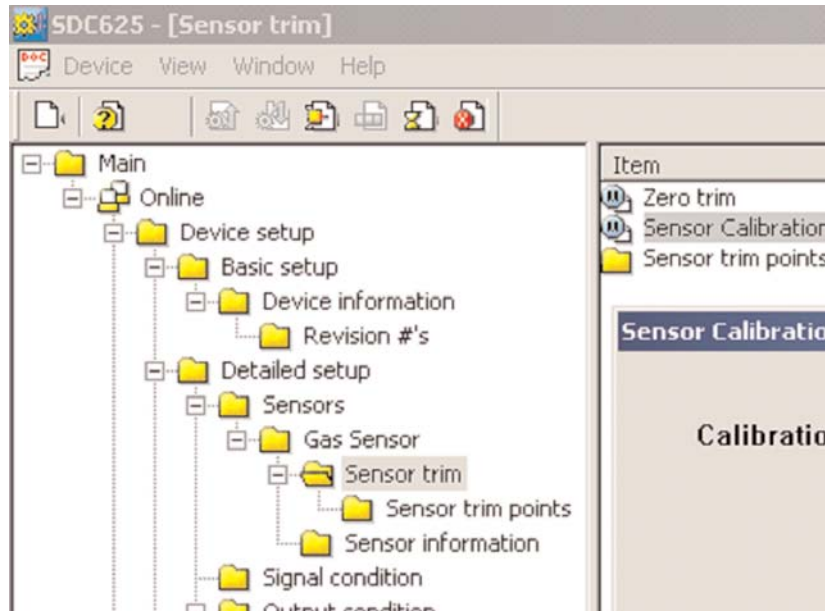 SDC625 - [Sensor trim]
Device View Window Help
Main
Online
Device setup
Basic setup
Device information
Revision #'s
Detailed setup
Sensors
Gas Sensor
Sensor trim
Sensor trim points
Sensor information
Signal condition
Output condition
Item
Zero trim
Sensor Calibration
Sensor trim points
Sensor Calibratio
Calibratio